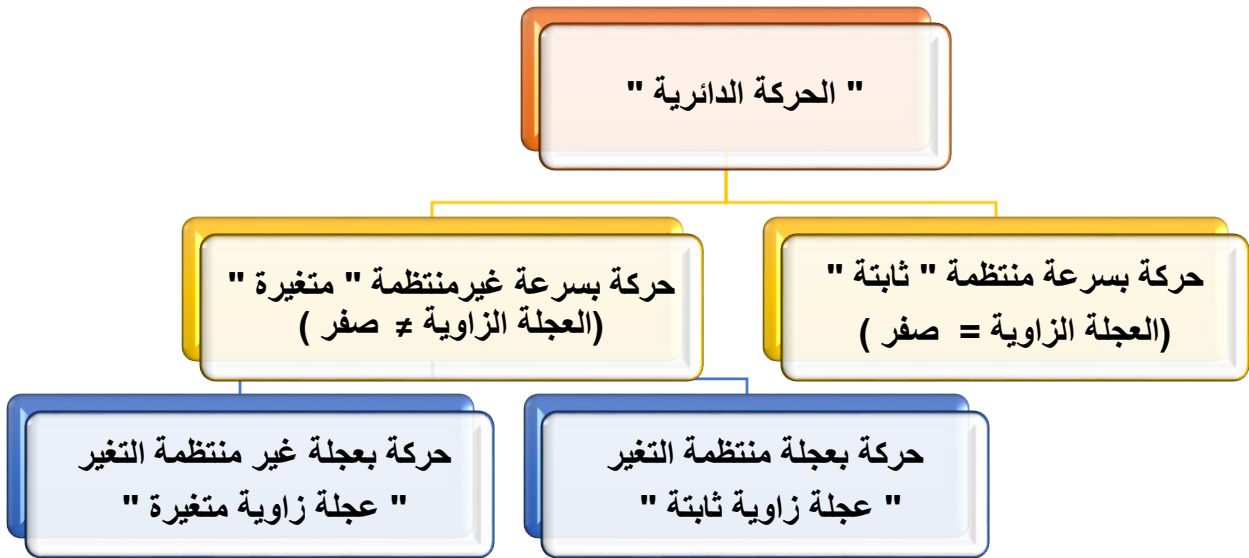 " الحركة الدائرية "
حركة بسرعة منتظمة " ثابتة "
(العجلة الزاوية = صفر )
حركة بسرعة غيرمنتظمة " متغيرة "
(العجلة الزاوية ≠ صفر )
حركة بعجلة منتظمة التغير
" عجلة زاوية ثابتة "
حركة بعجلة غير منتظمة التغير
" عجلة زاوية متغيرة "